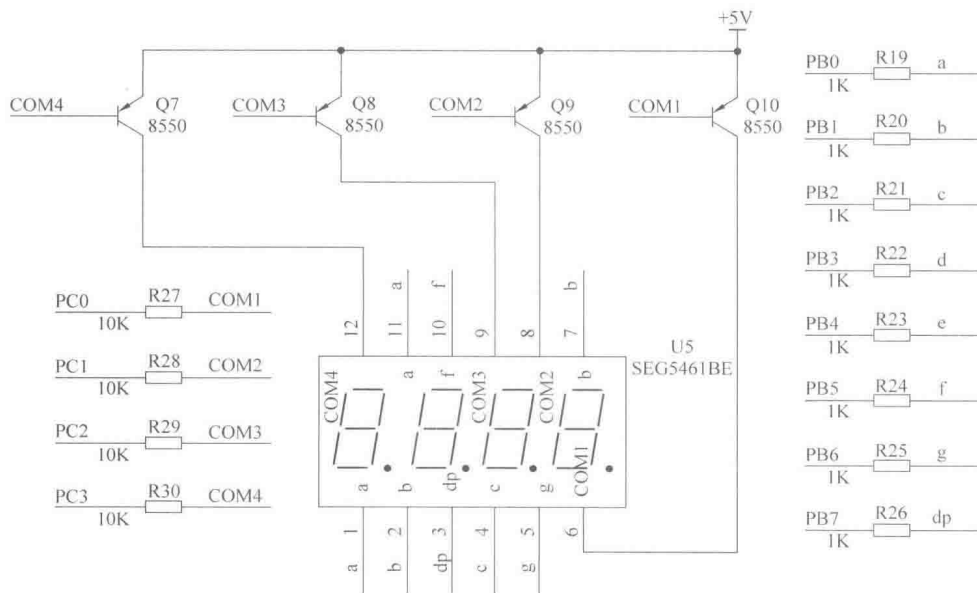 +5V
COM4
Q7
8550
COM3
Q8
8550
COM2
Q9
8550
COM1
Q10
8550
PB0
R19
a
1K
PB1
R20
b
1K
PB2
R21
c
1K
PB3
R22
d
1K
PB4
R23
e
1K
PB5
R24
f
1K
PB6
R25
g
1K
PB7
R26
dp
1K
PC0
R27
COM1
10K
PC1
R28
COM2
10K
PC2
R29
COM3
10K
PC3
R30
COM4
10K
a
f
b
12
11
10
9
8
7
U5
SEG5461BE
COM4
a
f
COM3
COM2
b
a
b
dp
c
g
COM1
1
2
3
4
5
6
a
b
dp
c
g